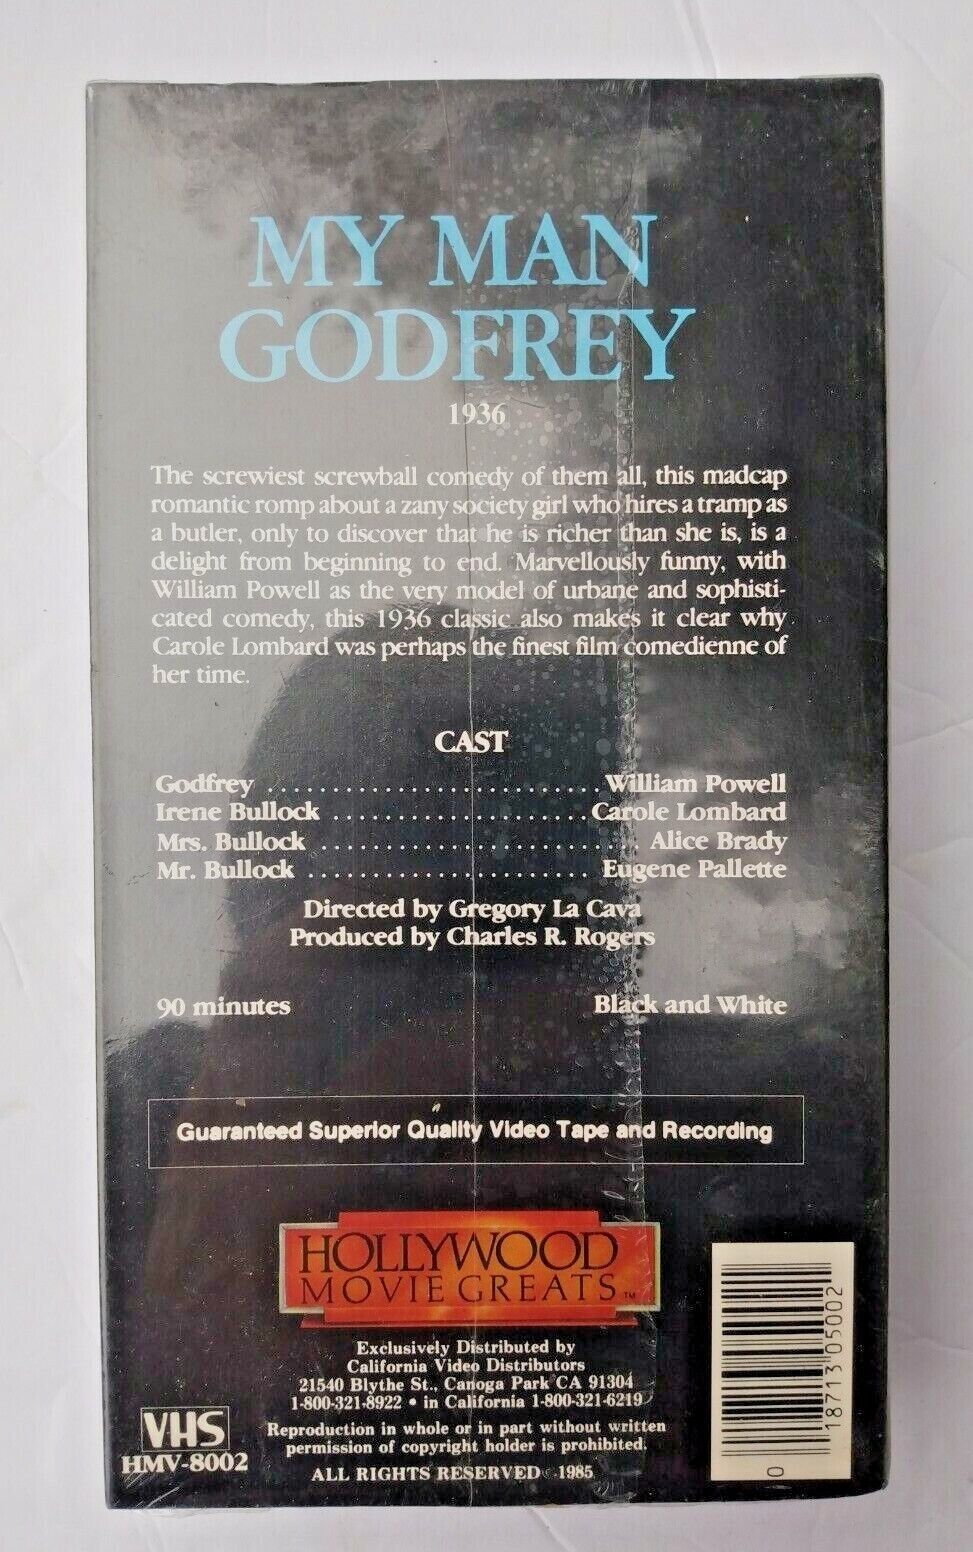 MY MAN
GODFREY
1936
The screwiest screwball comedy of them all, this madcap
romantic romp about a zany society girl who hires a tramp as
a butler, only to discover that he is richer than she is, is a
delight from beginning to end. Marvellously funny, with
William Powell as the very model of urbane and sophisti-
cated comedy, this 1936 classic also makes it clear why
Carole Lombard was perhaps the finest film comedienne of
her time.
CAST
Godfrey ............................ William Powell
Irene Bullock ...................... Carole Lombard
Mrs. Bullock ........................... Alice Brady
Mr. Bullock ........................ Eugene Pallette
Directed by Gregory La Cava
Produced by Charles R. Rogers
90 minutes Black and White
Guaranteed Superior Quality Video Tape and Recording
HOLLYWOOD
MOVIE GREATS™
Exclusively Distributed by
California Video Distributors
21540 Blythe St., Canoga Park CA 91304
1-800-321-8922 • in California 1-800-321-6219
Reproduction in whole or in part without written
permission of copyright holder is prohibited.
ALL RIGHTS RESERVED 1985
VHS
HMV-8002
0 18713 05002